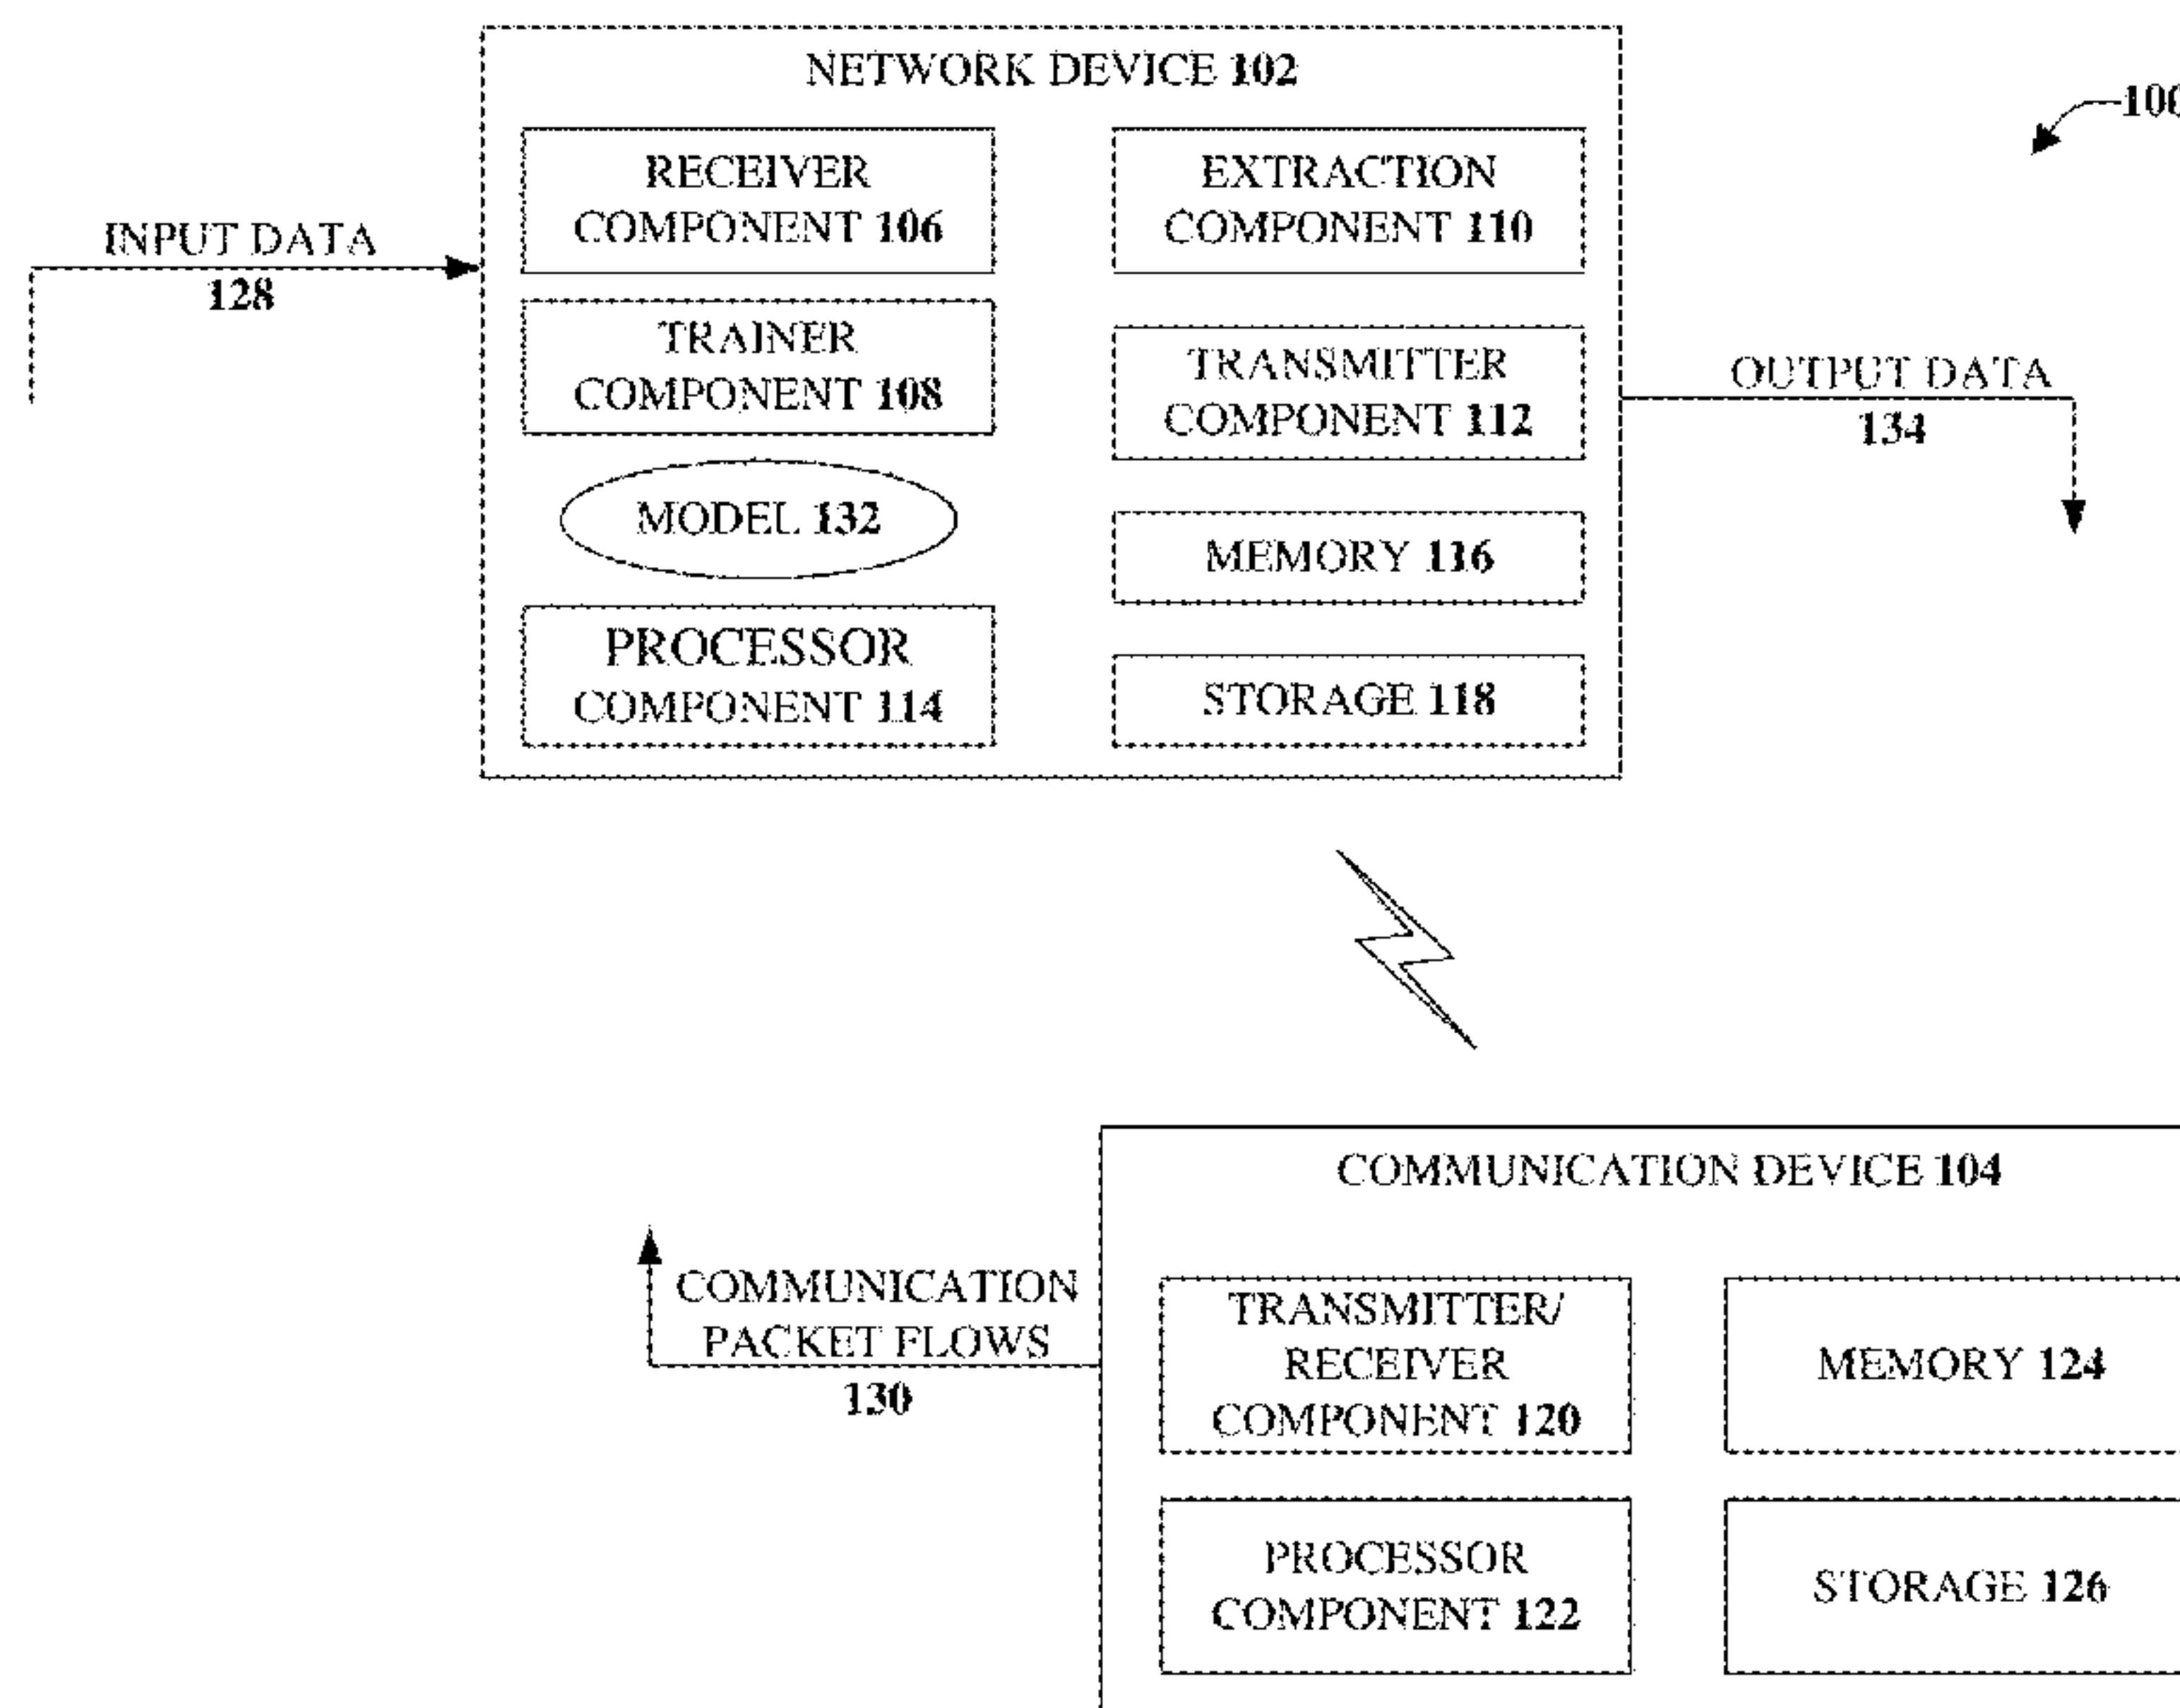 NETWORK DEVICE 102
100
RECEIVER
COMPONENT 106
EXTRACTION
COMPONENT 110
INPUT DATA
128
TRAINER
COMPONENT 108
TRANSMITTER
COMPONENT 112
OUTPUT DATA
134
MODEL 132
MEMORY 116
PROCESSOR
COMPONENT 114
STORAGE 118
COMMUNICATION DEVICE 104
COMMUNICATION
PACKET FLOWS
130
TRANSMITTER/
RECEIVER
COMPONENT 120
MEMORY 124
PROCESSOR
COMPONENT 122
STORAGE 126